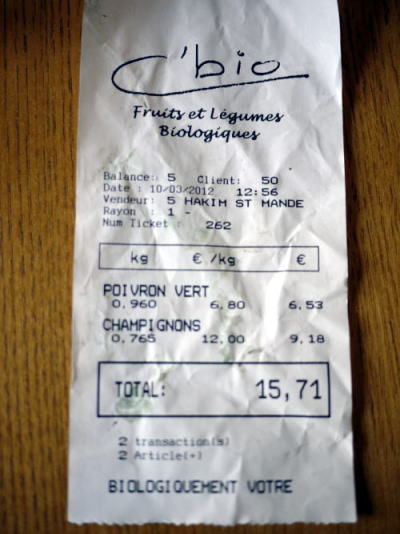 C'bio
Fruits et Légumes
Biologiques
Balance: 5 Client: 50
Date : 10/03/2012 12:56
Vendeur: 5 HAKIM ST MANDE
Rayon : 1 -
Num Ticket : 262
kg € /kg €
POIVRON VERT
0,960 6,80 6,53
CHAMPIGNONS
0,765 12,00 9,18
TOTAL: 15,71
2 transaction(s)
2 Article(+)
BIOLOGIQUEMENT VOTRE